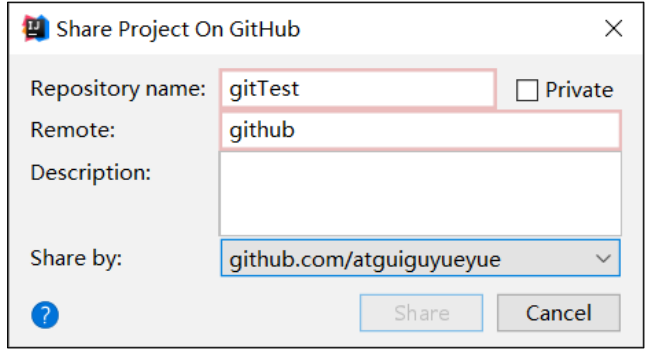 Share Project On GitHub
Repository name: gitTest Private
Remote: github
Description:
Share by: github.com/atguiguyueyue
? Share Cancel